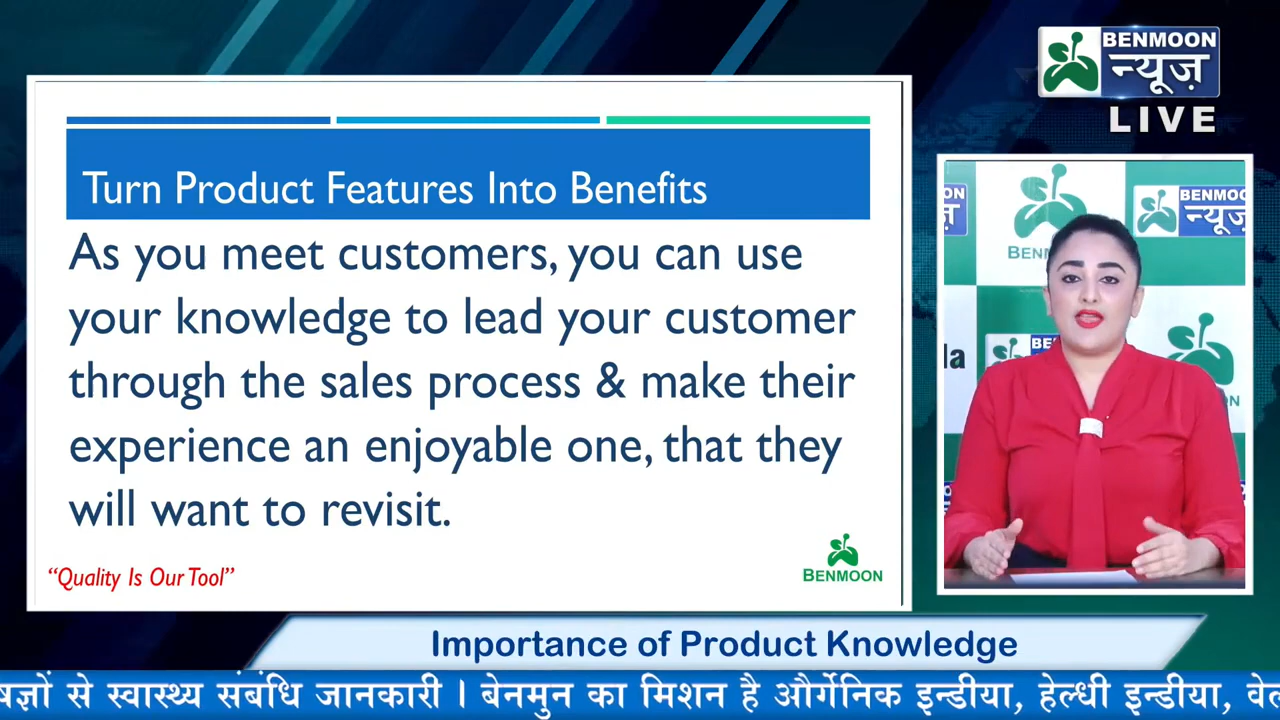 BENMOON
न्यूज़
LIVE
Turn Product Features Into Benefits
As you meet customers, you can use
your knowledge to lead your customer
through the sales process & make their
experience an enjoyable one, that they
will want to revisit.
“Quality Is Our Tool”
BENMOON
BENMOON
न्यूज़
Importance of Product Knowledge
से स्वास्थ्य संबंधि जानकारी । बेनमुन का मिशन है और्गेनिक इन्डीया, हेल्धी इन्डीया,